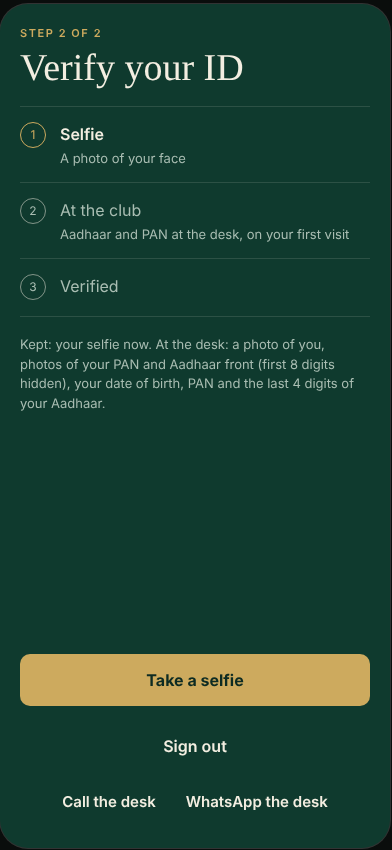 STEP 2 OF 2
Verify your ID
1
Selfie
A photo of your face
2
At the club
Aadhaar and PAN at the desk, on your first visit
3
Verified
Kept: your selfie now. At the desk: a photo of you,
photos of your PAN and Aadhaar front (first 8 digits
hidden), your date of birth, PAN and the last 4 digits of
your Aadhaar.
Take a selfie
Sign out
Call the desk
WhatsApp the desk